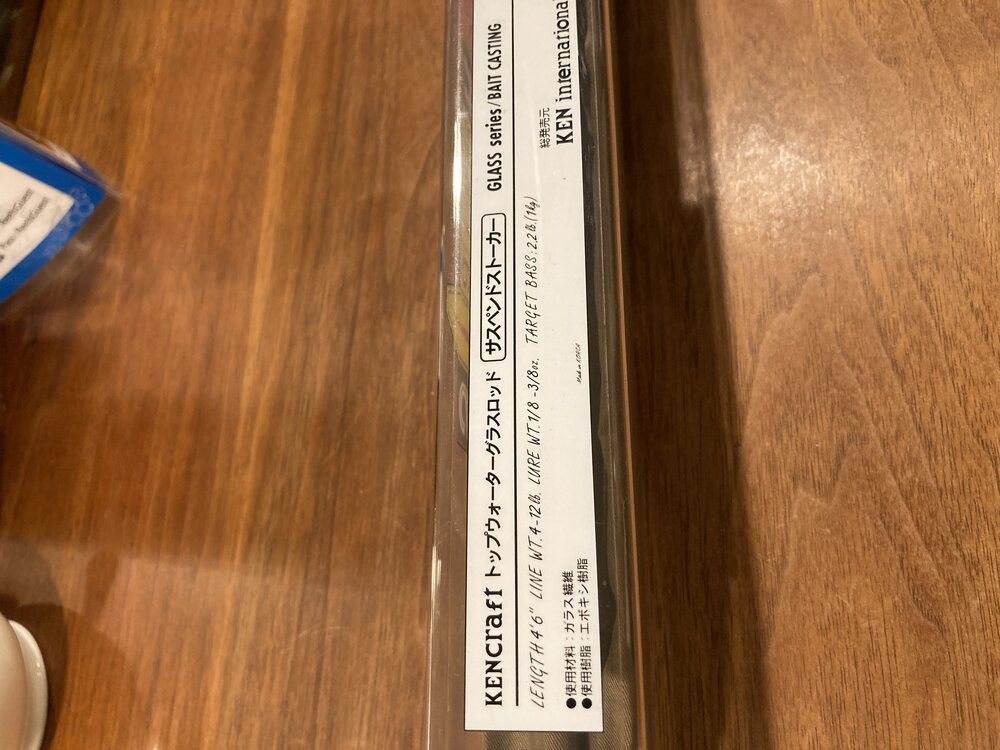 KENCraft トップウォーターグラスロッド サスペンドストーカー GLASS series/BAIT CASTING
LENGTH 4'6" LINE WT. 4-12lb. LURE WT. 1/8-3/8oz. TARGET BASS: 2.2lb.(1kg)
総発売元
KEN international
Made in KOREA
●使用材料：ガラス繊維
●使用樹脂：エポキシ樹脂